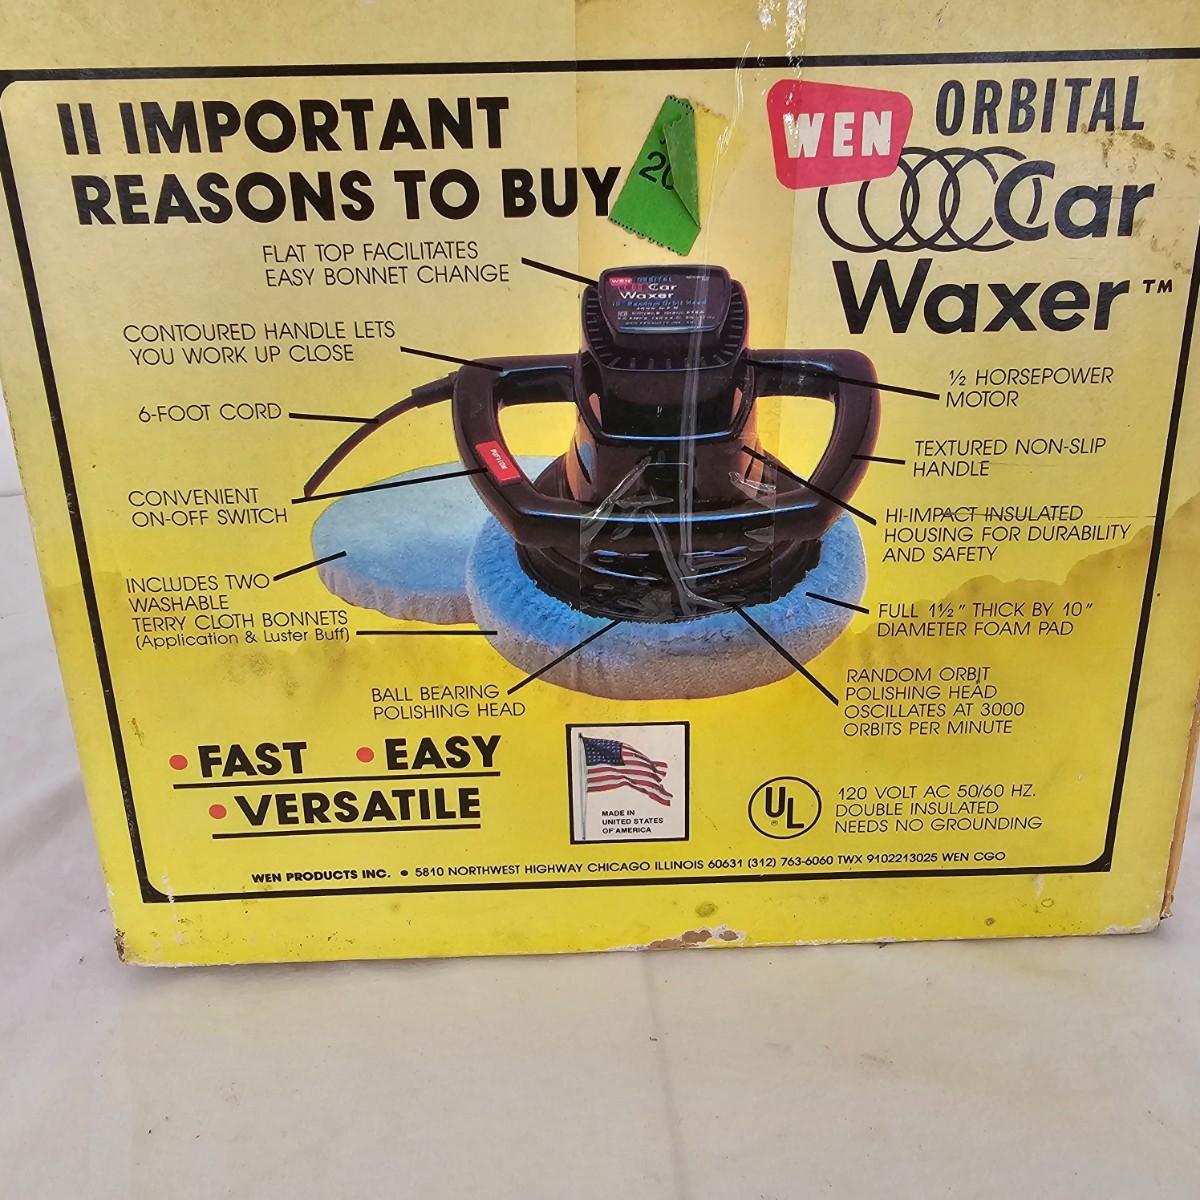 11 IMPORTANT
REASONS TO BUY
20
WEN
ORBITAL
Car
Waxer™
FLAT TOP FACILITATES
EASY BONNET CHANGE
CONTOURED HANDLE LETS
YOU WORK UP CLOSE
6-FOOT CORD
CONVENIENT
ON-OFF SWITCH
INCLUDES TWO
WASHABLE
TERRY CLOTH BONNETS
(Application & Luster Buff)
BALL BEARING
POLISHING HEAD
WEN ORBITAL
Car
Waxer
½ HORSEPOWER
MOTOR
TEXTURED NON-SLIP
HANDLE
HI-IMPACT INSULATED
HOUSING FOR DURABILITY
AND SAFETY
FULL 1½" THICK BY 10"
DIAMETER FOAM PAD
RANDOM ORBIT
POLISHING HEAD
OSCILLATES AT 3000
ORBITS PER MINUTE
• FAST • EASY
• VERSATILE
MADE IN
UNITED STATES
OF AMERICA
UL
120 VOLT AC 50/60 HZ.
DOUBLE INSULATED
NEEDS NO GROUNDING
WEN PRODUCTS INC. • 5810 NORTHWEST HIGHWAY CHICAGO ILLINOIS 60631 (312) 763-6060 TWX 9102213025 WEN CGO